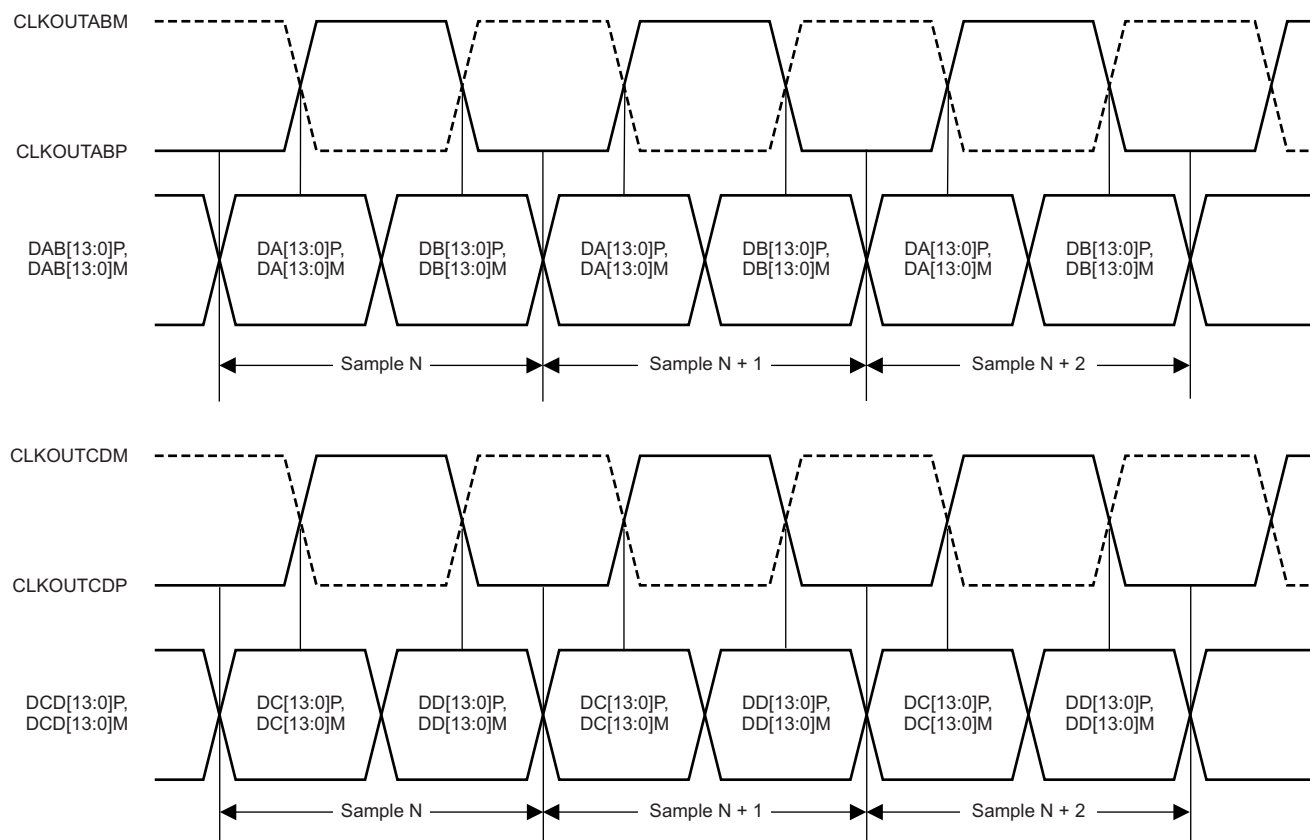 CLKOUTABM
CLKOUTABP
DAB[13:0]P,
DAB[13:0]M
DA[13:0]P,
DA[13:0]M
DB[13:0]P,
DB[13:0]M
DA[13:0]P,
DA[13:0]M
DB[13:0]P,
DB[13:0]M
DA[13:0]P,
DA[13:0]M
DB[13:0]P,
DB[13:0]M
Sample N
Sample N + 1
Sample N + 2
CLKOUTCDM
CLKOUTCDP
DCD[13:0]P,
DCD[13:0]M
DC[13:0]P,
DC[13:0]M
DD[13:0]P,
DD[13:0]M
DC[13:0]P,
DC[13:0]M
DD[13:0]P,
DD[13:0]M
DC[13:0]P,
DC[13:0]M
DD[13:0]P,
DD[13:0]M
Sample N
Sample N + 1
Sample N + 2